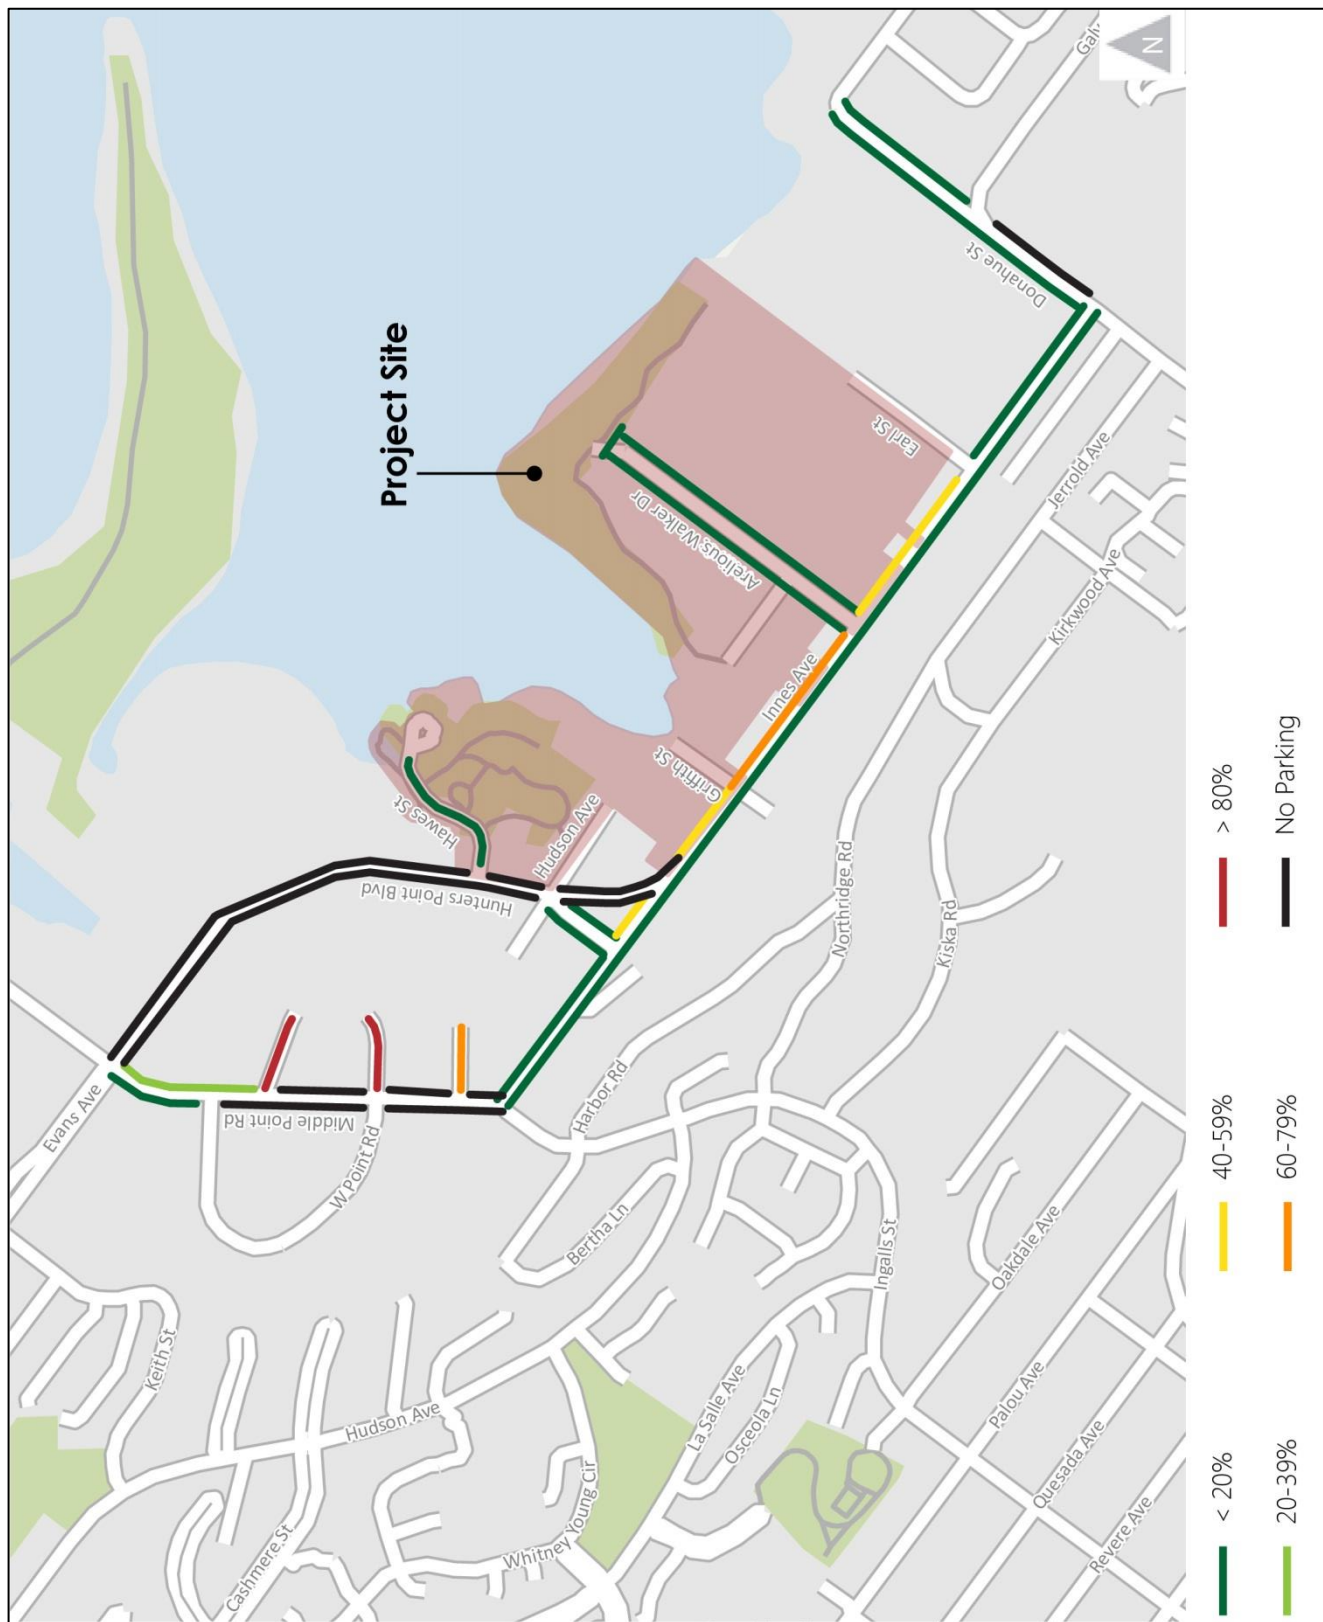 Project Site
N
Evans Ave
Middle Point Rd
W Point Rd
Hunters Point Blvd
Hawes St
Hudson Ave
Griffith St
Innes Ave
Arelious Walker Dr
Earl St
Donahue St
Galv
Jerrold Ave
Kirkwood Ave
Northridge Rd
Kiska Rd
Harbor Rd
Bertha Ln
Ingalls St
Oakdale Ave
Palou Ave
Quesada Ave
Revere Ave
La Salle Ave
Osceola Ln
Whitney Young Cir
Hudson Ave
Keith St
Cashmere St
< 20%
40-59%
> 80%
20-39%
60-79%
No Parking